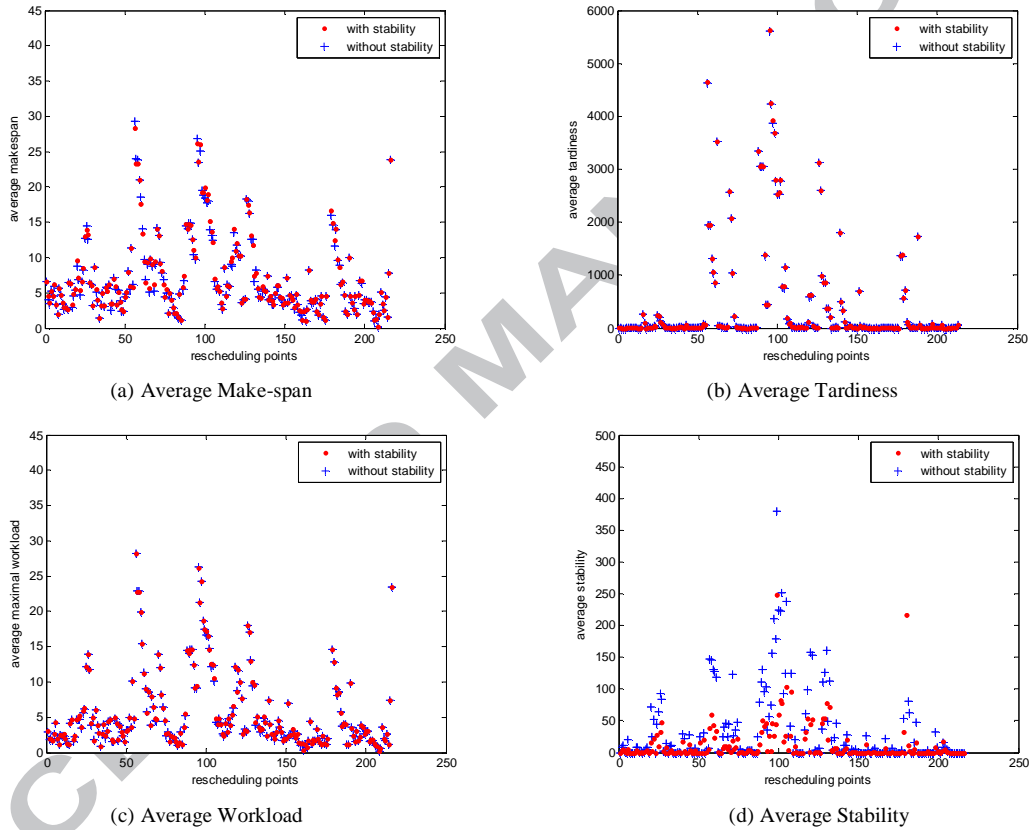 45
40
35
30
25
20
15
10
5
0
average makespan
with stability
without stability
0 50 100 150 200 250
rescheduling points
(a) Average Make-span
6000
5000
4000
3000
2000
1000
0
average tardiness
with stability
without stability
0 50 100 150 200 250
rescheduling points
(b) Average Tardiness
45
40
35
30
25
20
15
10
5
0
average maximal workload
with stability
without stability
0 50 100 150 200 250
rescheduling points
(c) Average Workload
500
450
400
350
300
250
200
150
100
50
0
average stability
with stability
without stability
0 50 100 150 200 250
rescheduling points
(d) Average Stability